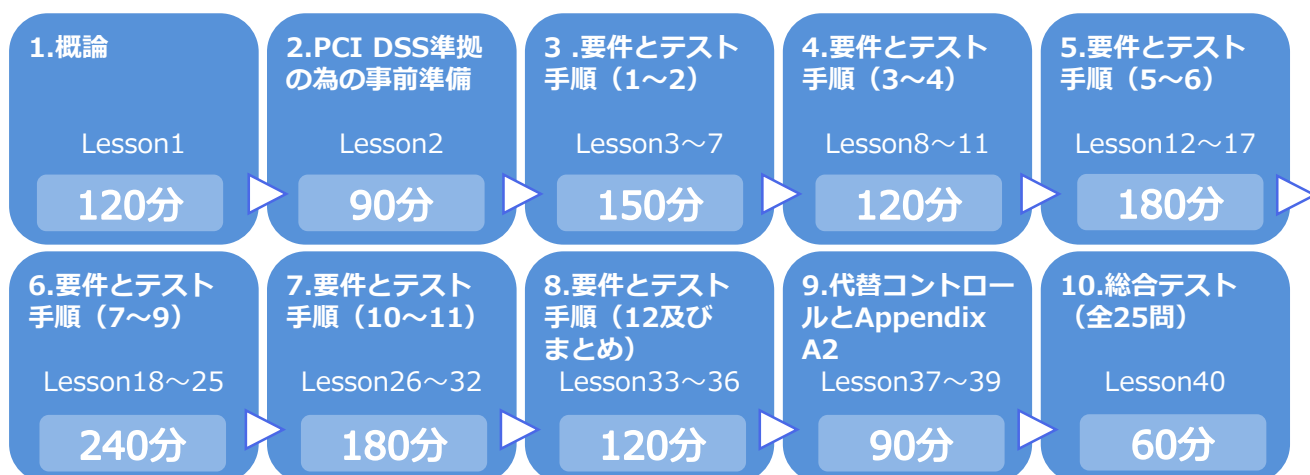 1.概論
Lesson1
120分
2.PCI DSS準拠
の為の事前準備
Lesson2
90分
3 .要件とテスト
手順（1～2）
Lesson3～7
150分
4.要件とテスト
手順（3～4）
Lesson8～11
120分
5.要件とテスト
手順（5～6）
Lesson12～17
180分
6.要件とテスト
手順（7～9）
Lesson18～25
240分
7.要件とテスト
手順（10～11）
Lesson26～32
180分
8.要件とテスト
手順（12及び
まとめ）
Lesson33～36
120分
9.代替コントロー
ルとAppendix
A2
Lesson37～39
90分
10.総合テスト
（全25問）
Lesson40
60分